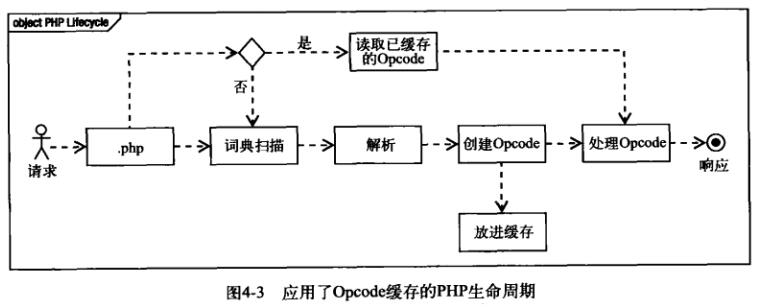 object PHP Lifecycle
是
读取已缓存
的Opcode
否
请求
.php
词典扫描
解析
创建Opcode
处理Opcode
响应
放进缓存
图4-3 应用了Opcode缓存的PHP生命周期